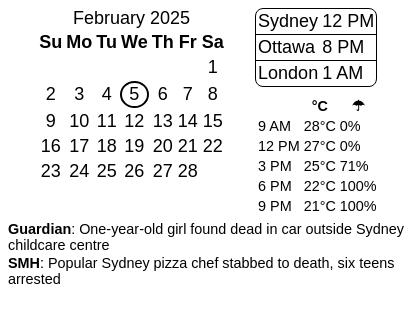 February 2025
Su Mo Tu We Th Fr Sa
1
2 3 4 5 6 7 8
9 10 11 12 13 14 15
16 17 18 19 20 21 22
23 24 25 26 27 28
Sydney 12 PM
Ottawa 8 PM
London 1 AM
°C ☂
9 AM 28°C 0%
12 PM 27°C 0%
3 PM 25°C 71%
6 PM 22°C 100%
9 PM 21°C 100%
Guardian: One-year-old girl found dead in car outside Sydney
childcare centre
SMH: Popular Sydney pizza chef stabbed to death, six teens
arrested